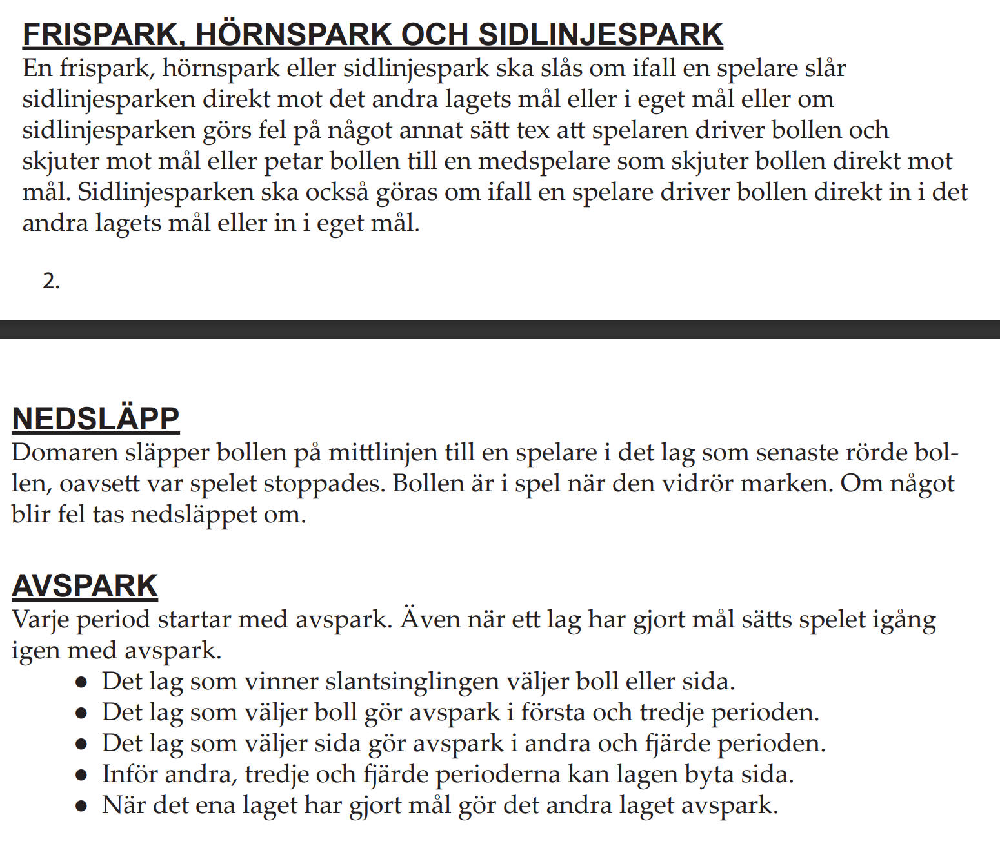 FRISPARK, HÖRNSPARK OCH SIDLINJESPARK
En frispark, hörnspark eller sidlinjespark ska slås om ifall en spelare slår
sidlinjesparken direkt mot det andra lagets mål eller i eget mål eller om
sidlinjesparken görs fel på något annat sätt tex att spelaren driver bollen och
skjuter mot mål eller petar bollen till en medspelare som skjuter bollen direkt mot
mål. Sidlinjesparken ska också göras om ifall en spelare driver bollen direkt in i det
andra lagets mål eller in i eget mål.
2.
NEDSLÄPP
Domaren släpper bollen på mittlinjen till en spelare i det lag som senaste rörde bol-
len, oavsett var spelet stoppades. Bollen är i spel när den vidrör marken. Om något
blir fel tas nedsläppet om.
AVSPARK
Varje period startar med avspark. Även när ett lag har gjort mål sätts spelet igång
igen med avspark.
● Det lag som vinner slantsinglingen väljer boll eller sida.
● Det lag som väljer boll gör avspark i första och tredje perioden.
● Det lag som väljer sida gör avspark i andra och fjärde perioden.
● Inför andra, tredje och fjärde perioderna kan lagen byta sida.
● När det ena laget har gjort mål gör det andra laget avspark.